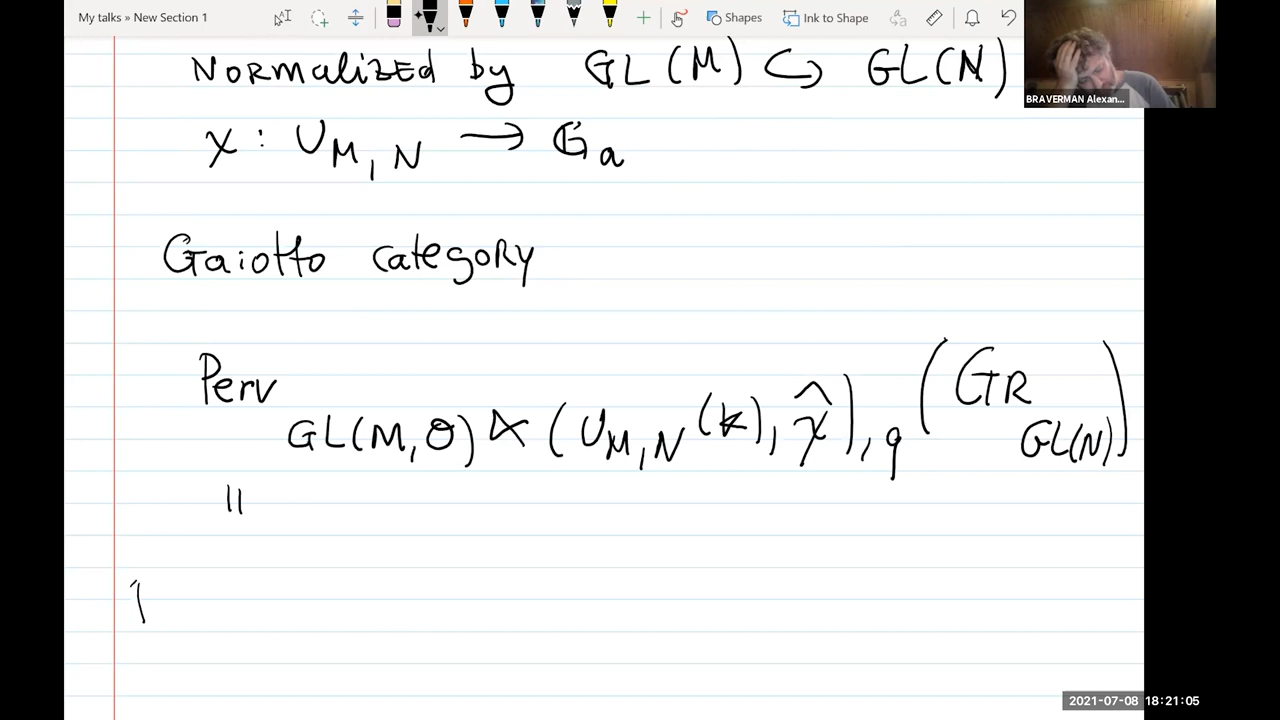 My talks » New Section 1
Shapes Ink to Shape
BRAVERMAN Alexan...
Normalized by GL(M) ↪ GL(N)
χ : U_{M,N} → 𝔾_a
Gaiotto category
Perv_{GL(M,O) ⋉ (U_{M,N}(K), χ̂), q} (Gr_{GL(N)})
||
2021-07-08 18:21:05